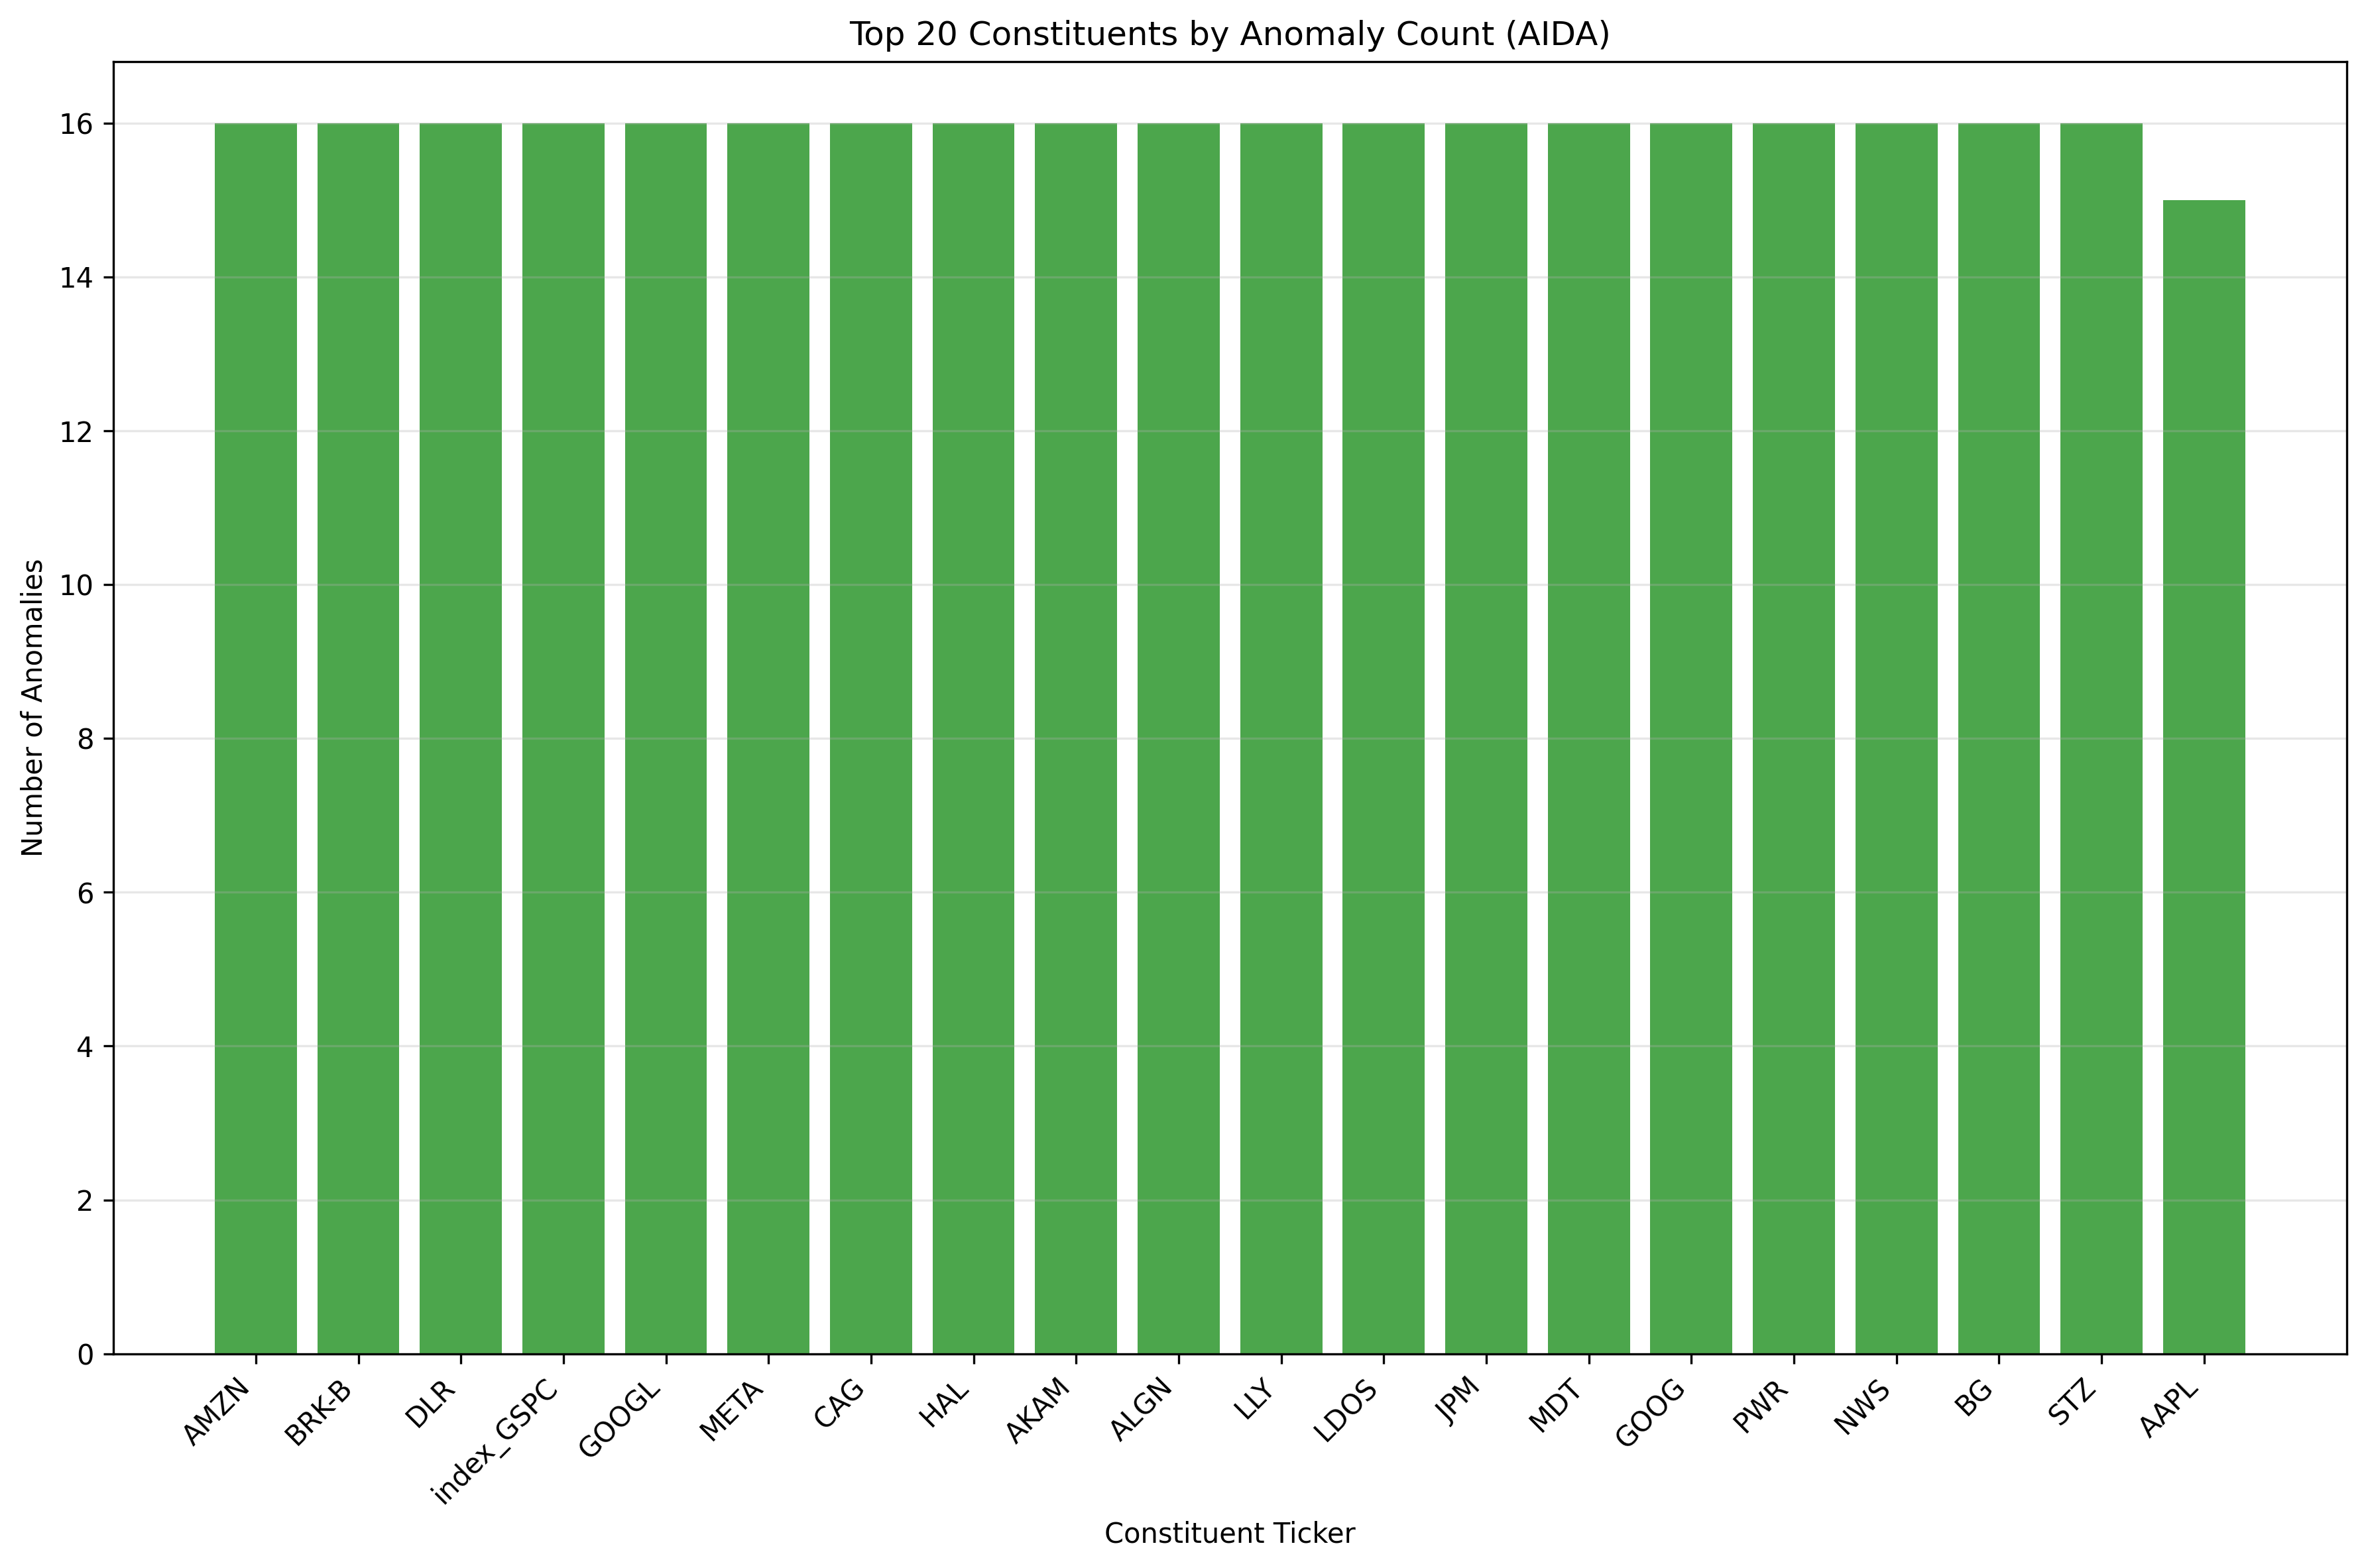 Top 20 Constituents by Anomaly Count (AIDA)
Number of Anomalies
16
14
12
10
8
6
4
2
0
AMZN
BRK-B
DLR
index_GSPC
GOOGL
META
CAG
HAL
AKAM
ALGN
LLY
LDOS
JPM
MDT
GOOG
PWR
NWS
BG
STZ
AAPL
Constituent Ticker